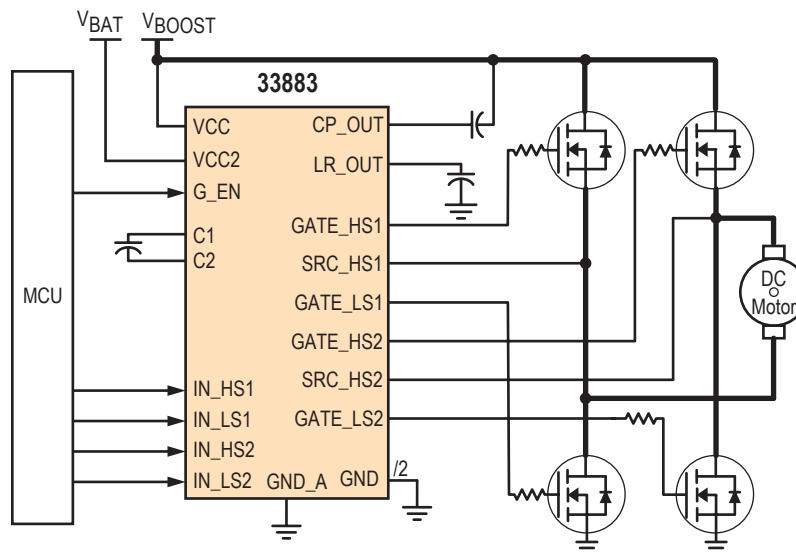 VBAT
VBOOST
33883
MCU
VCC
VCC2
G_EN
C1
C2
IN_HS1
IN_LS1
IN_HS2
IN_LS2
CP_OUT
LR_OUT
GATE_HS1
SRC_HS1
GATE_LS1
GATE_HS2
SRC_HS2
GATE_LS2
GND_A
GND
/2
DC
Motor